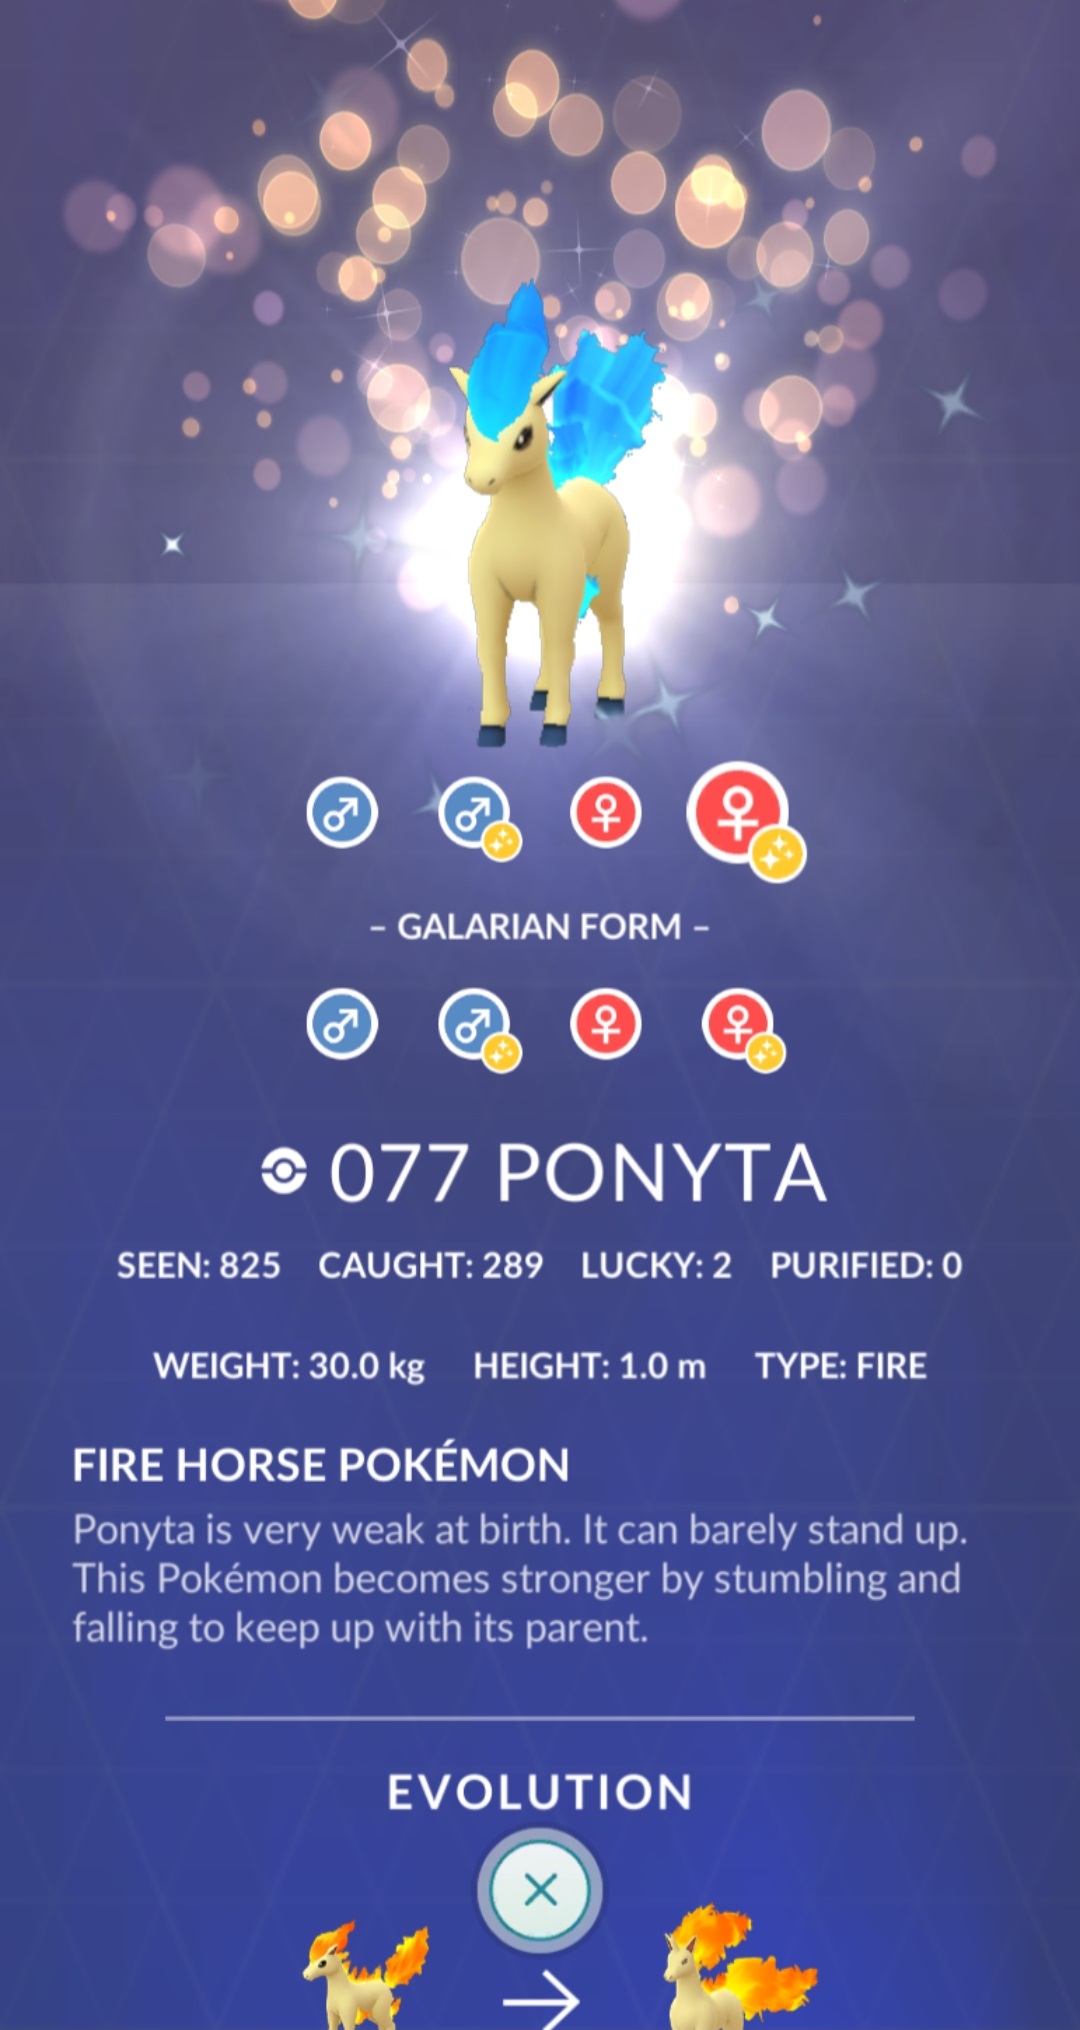 – GALARIAN FORM –
077 PONYTA
SEEN: 825 CAUGHT: 289 LUCKY: 2 PURIFIED: 0
WEIGHT: 30.0 kg HEIGHT: 1.0 m TYPE: FIRE
FIRE HORSE POKÉMON
Ponyta is very weak at birth. It can barely stand up.
This Pokémon becomes stronger by stumbling and
falling to keep up with its parent.
EVOLUTION